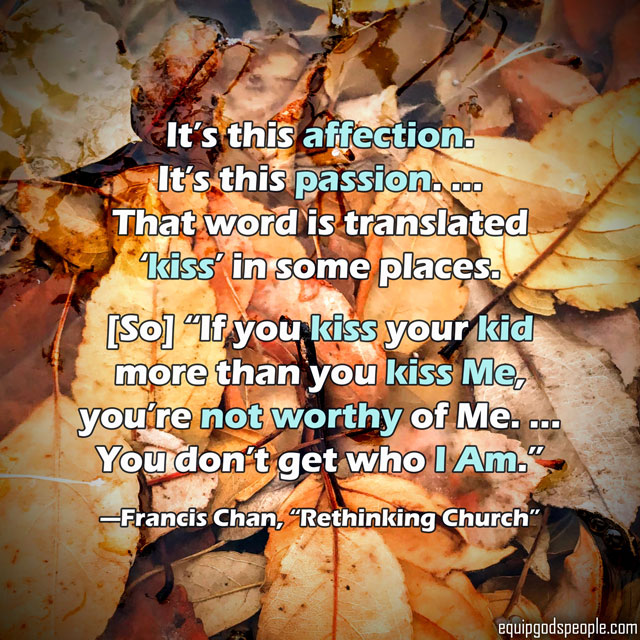 It’s this affection.
It’s this passion. ...
That word is translated
‘kiss’ in some places.
[So] “If you kiss your kid
more than you kiss Me,
you’re not worthy of Me. ...
You don’t get who I Am.”
—Francis Chan, “Rethinking Church”
equipgodspeople.com